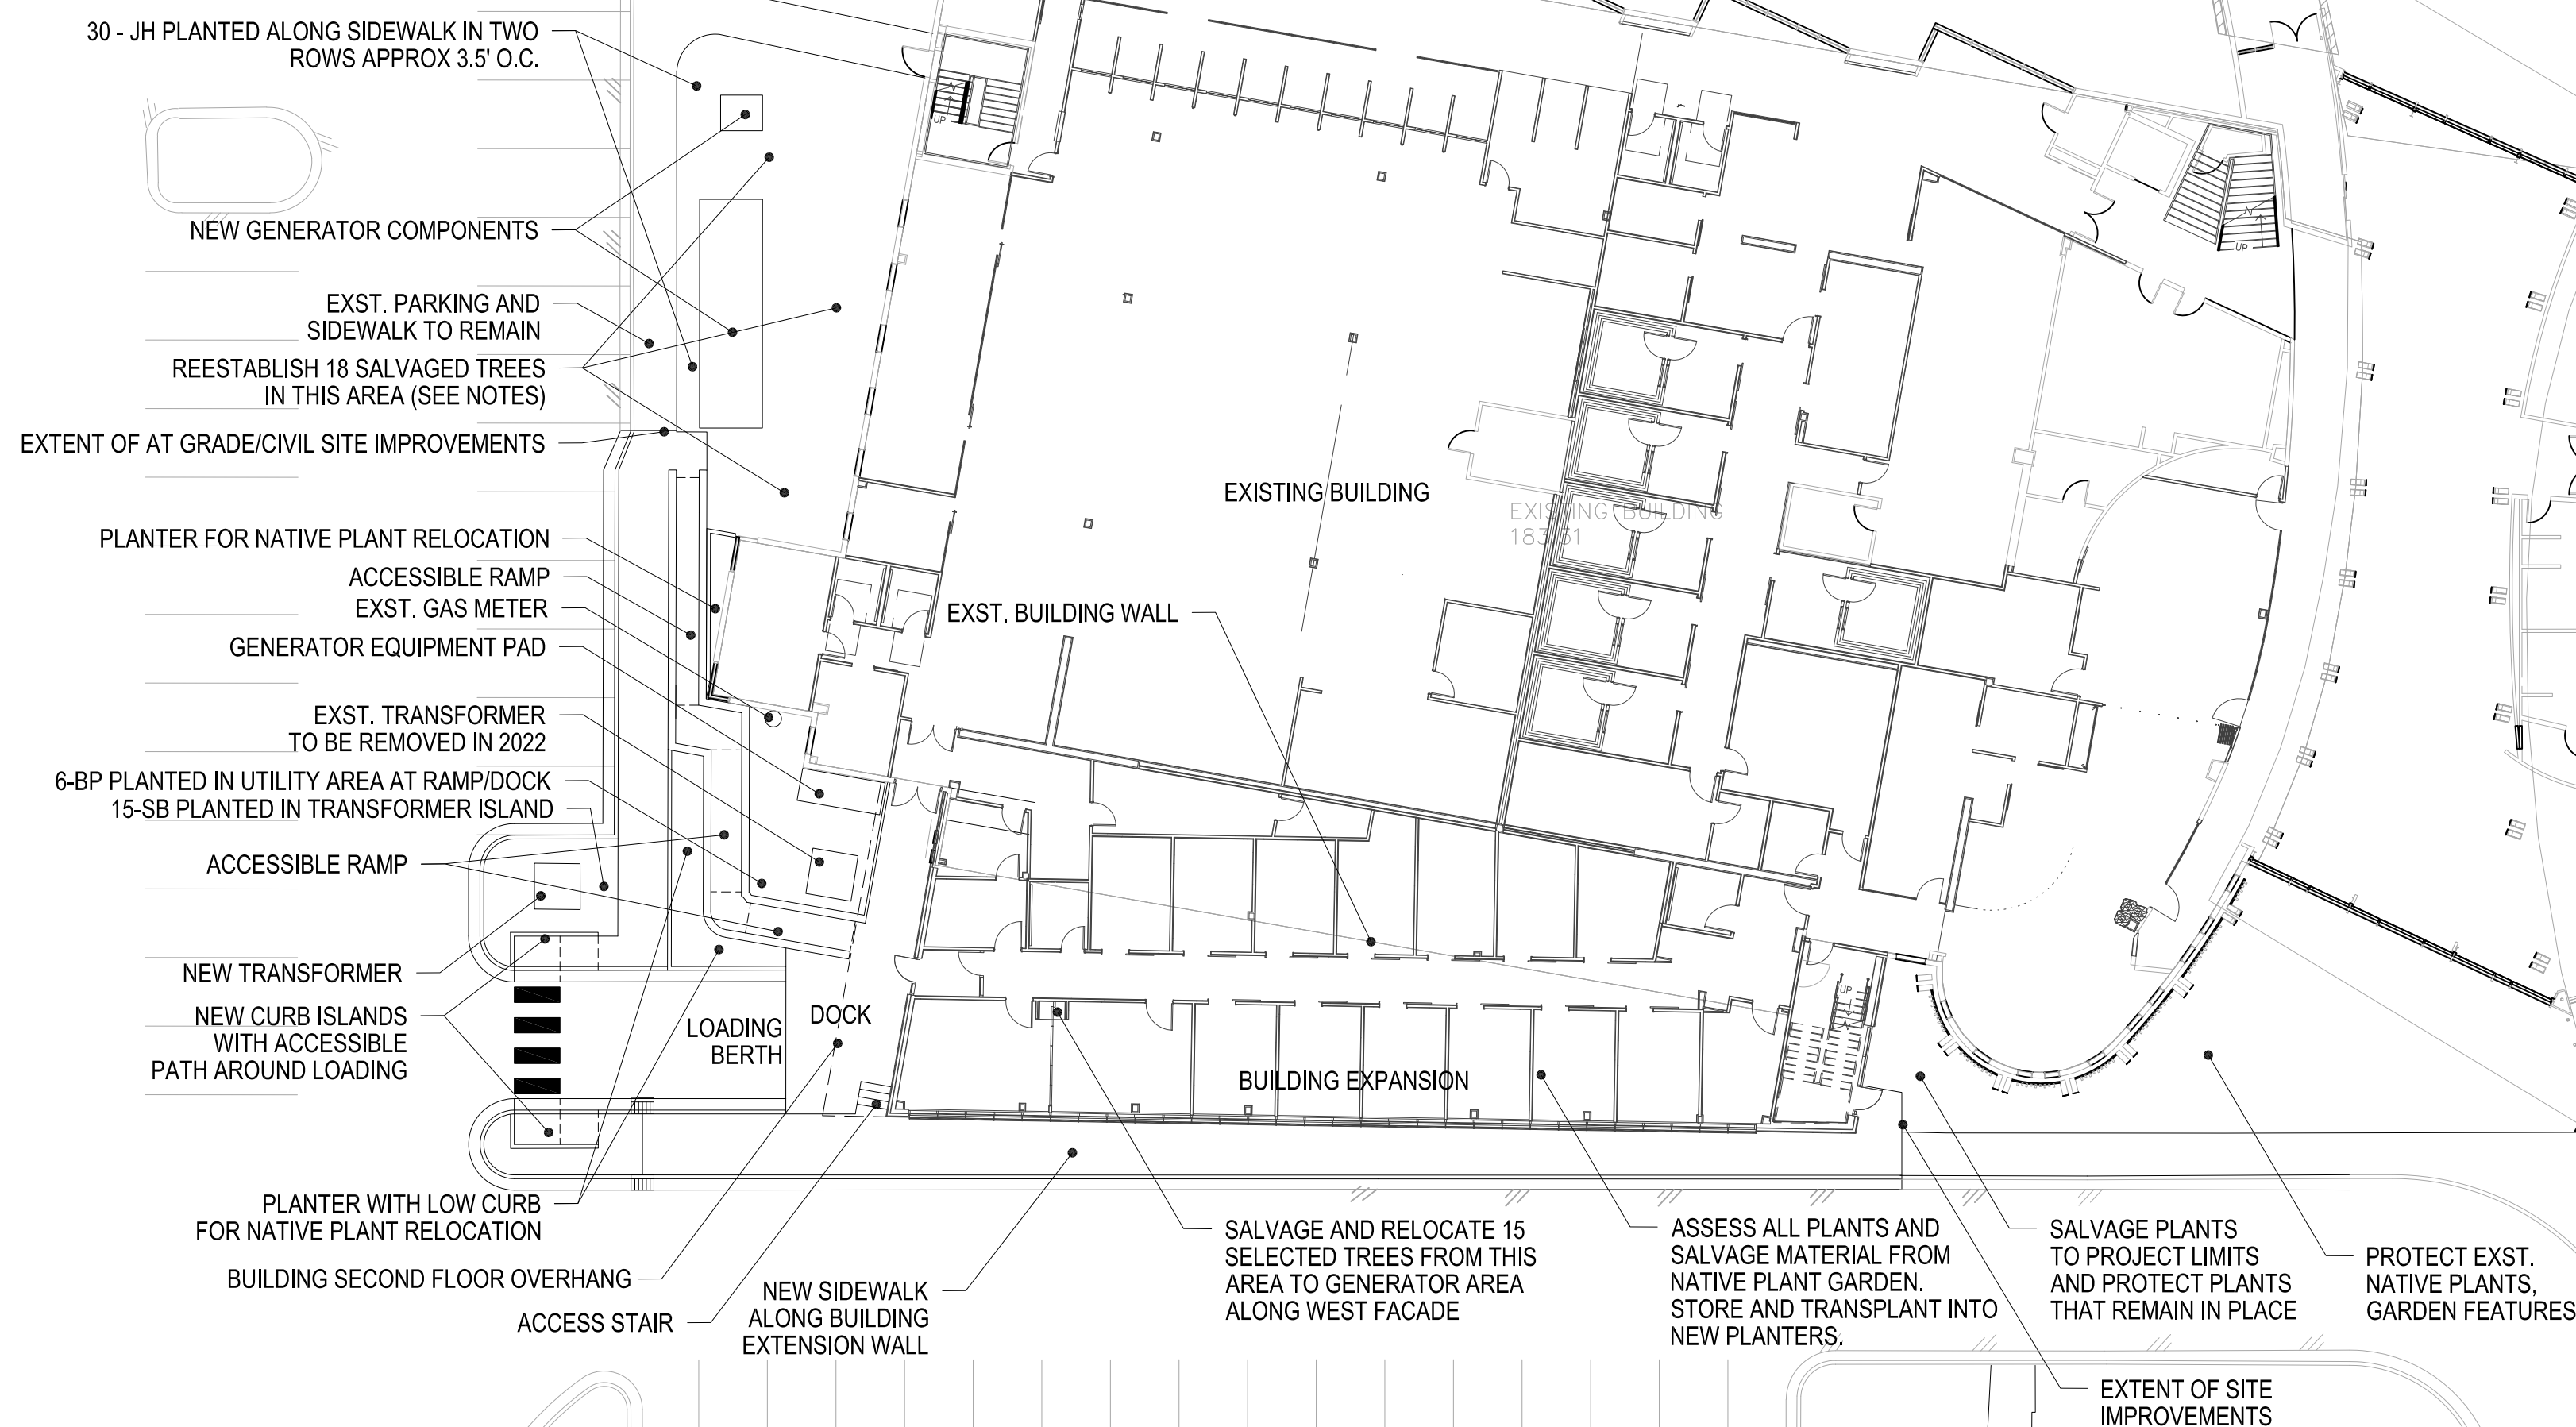 30 - JH PLANTED ALONG SIDEWALK IN TWO
ROWS APPROX 3.5' O.C.
NEW GENERATOR COMPONENTS
EXST. PARKING AND
SIDEWALK TO REMAIN
REESTABLISH 18 SALVAGED TREES
IN THIS AREA (SEE NOTES)
EXTENT OF AT GRADE/CIVIL SITE IMPROVEMENTS
PLANTER FOR NATIVE PLANT RELOCATION
ACCESSIBLE RAMP
EXST. GAS METER
GENERATOR EQUIPMENT PAD
EXST. TRANSFORMER
TO BE REMOVED IN 2022
6-BP PLANTED IN UTILITY AREA AT RAMP/DOCK
15-SB PLANTED IN TRANSFORMER ISLAND
ACCESSIBLE RAMP
NEW TRANSFORMER
NEW CURB ISLANDS
WITH ACCESSIBLE
PATH AROUND LOADING
PLANTER WITH LOW CURB
FOR NATIVE PLANT RELOCATION
BUILDING SECOND FLOOR OVERHANG
ACCESS STAIR
NEW SIDEWALK
ALONG BUILDING
EXTENSION WALL
UP
UP
EXISTING BUILDING
EXISTING BUILDING
EXST. BUILDING WALL
LOADING
BERTH
DOCK
UP
BUILDING EXPANSION
SALVAGE AND RELOCATE 15
SELECTED TREES FROM THIS
AREA TO GENERATOR AREA
ALONG WEST FACADE
ASSESS ALL PLANTS AND
SALVAGE MATERIAL FROM
NATIVE PLANT GARDEN.
STORE AND TRANSPLANT INTO
NEW PLANTERS.
SALVAGE PLANTS
TO PROJECT LIMITS
AND PROTECT PLANTS
THAT REMAIN IN PLACE
PROTECT EXST.
NATIVE PLANTS,
GARDEN FEATURES
EXTENT OF SITE
IMPROVEMENTS